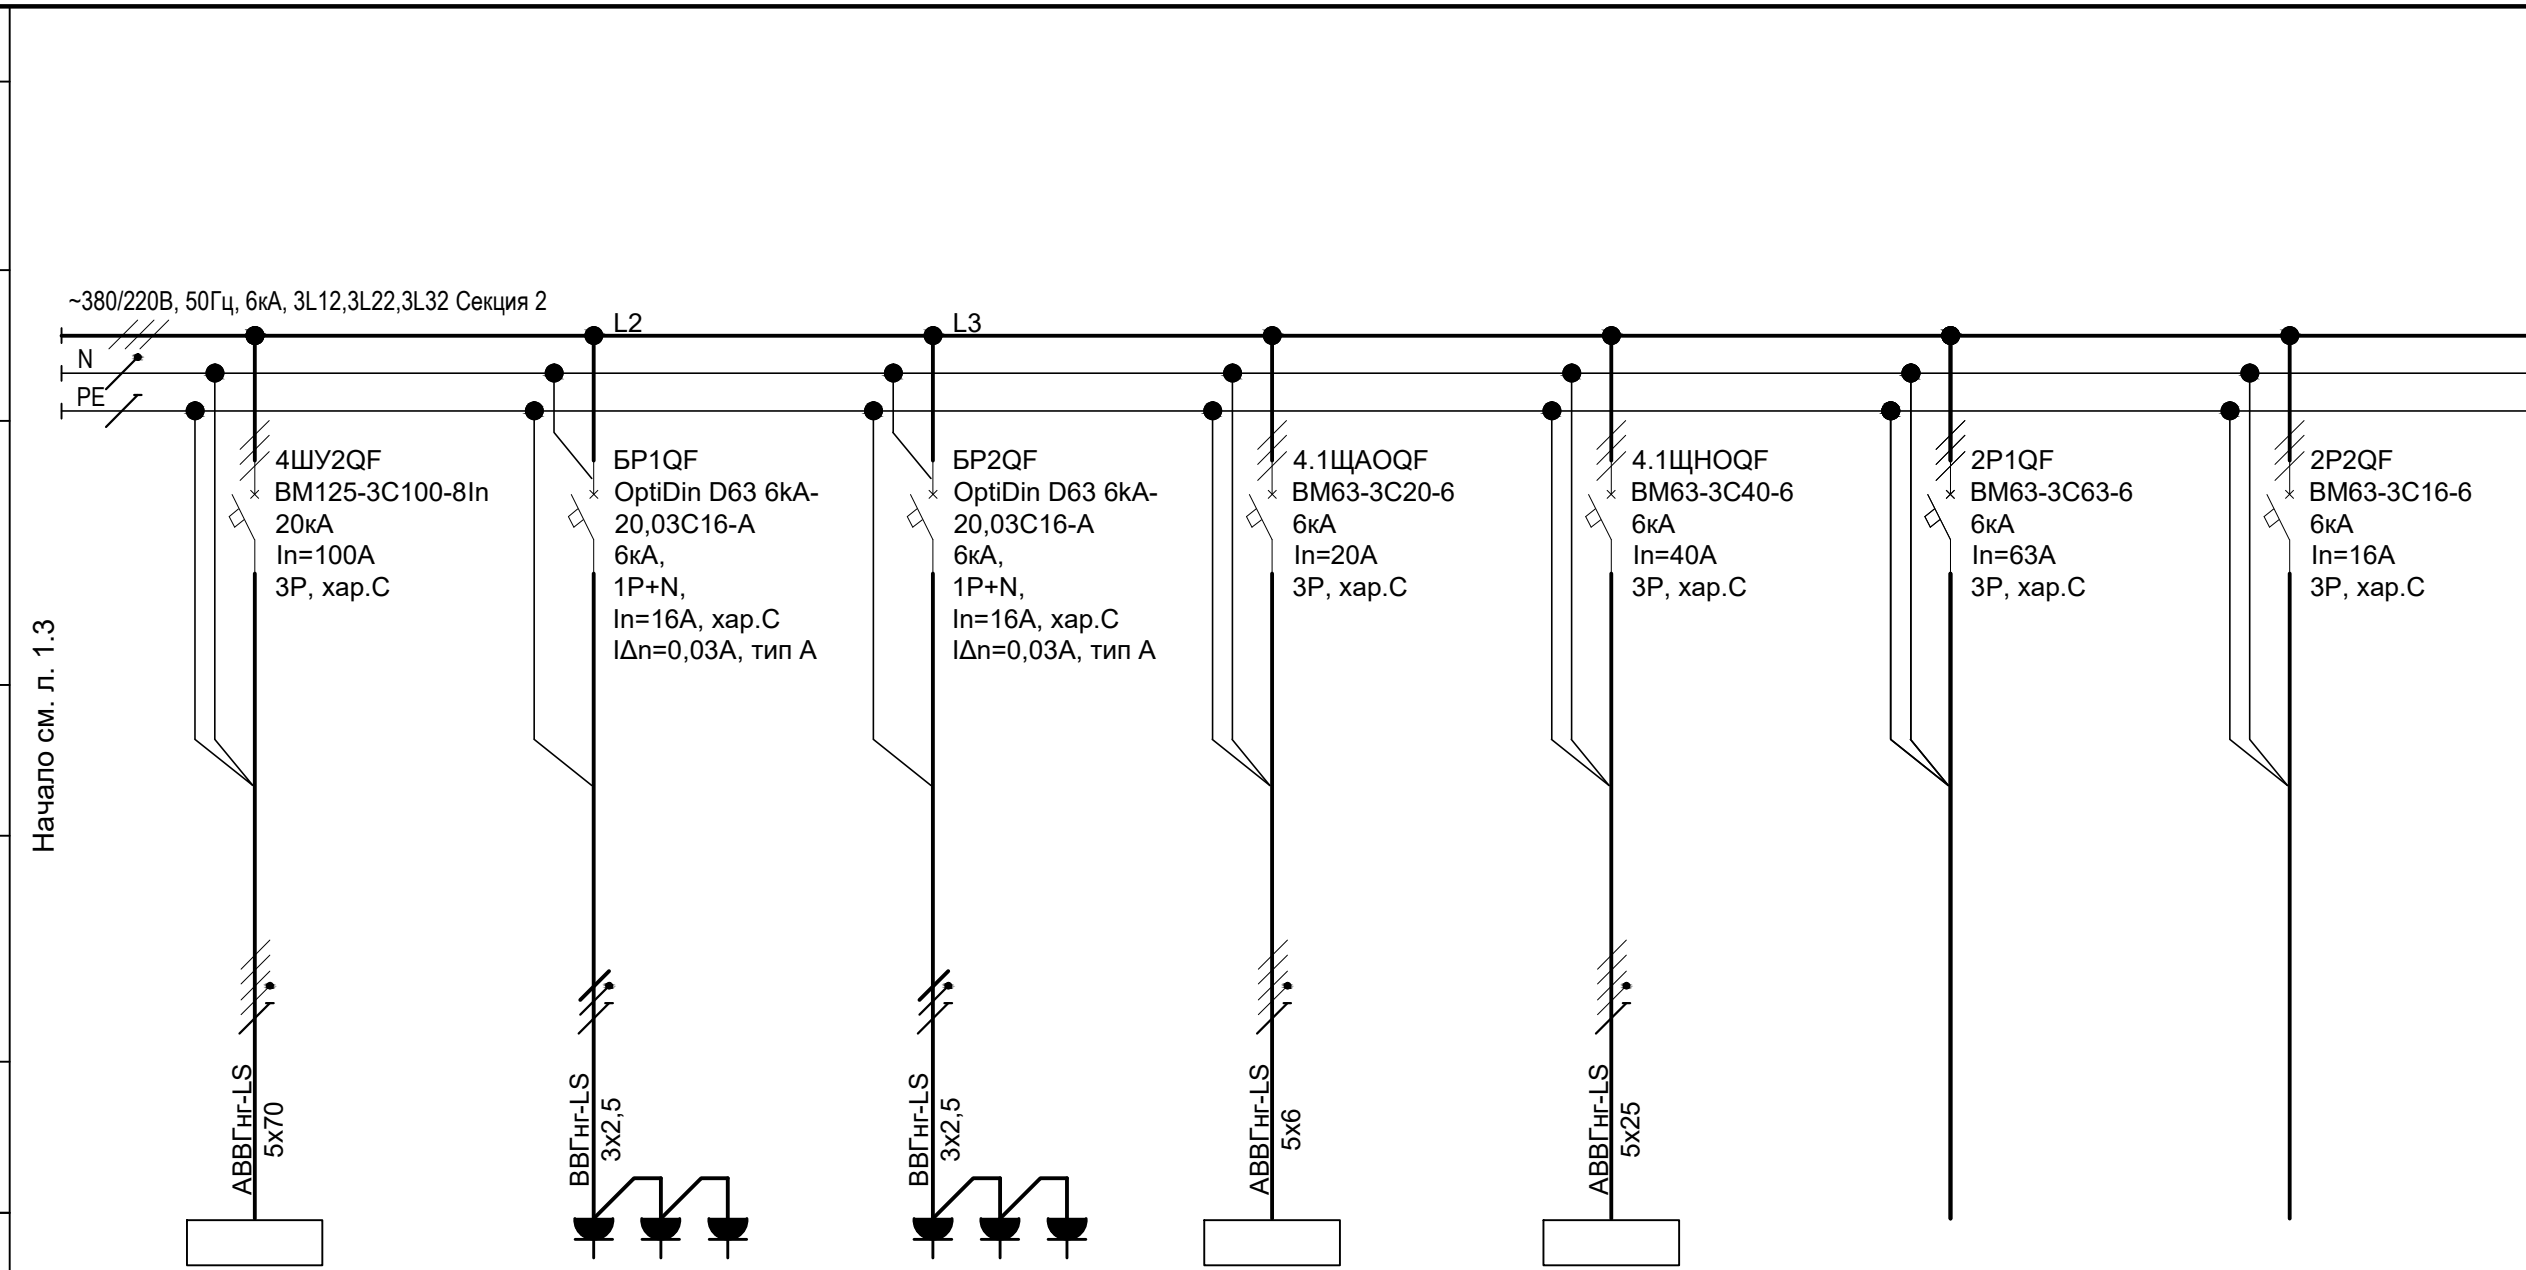 ~380/220В, 50Гц, 6кА, 3L12,3L22,3L32 Секция 2
L2
L3
N
PE
4ШУ2QF
ВМ125-3С100-8In
20кА
In=100А
3Р, хар.С
БР1QF
OptiDin D63 6kA-
20,03С16-А
6кА,
1Р+N,
In=16А, хар.С
IΔn=0,03А, тип А
БР2QF
OptiDin D63 6kA-
20,03С16-А
6кА,
1Р+N,
In=16А, хар.С
IΔn=0,03А, тип А
4.1ЩАОQF
ВМ63-3С20-6
6кА
In=20А
3Р, хар.С
4.1ЩНОQF
ВМ63-3С40-6
6кА
In=40А
3Р, хар.С
2Р1QF
ВМ63-3С63-6
6кА
In=63А
3Р, хар.С
2Р2QF
ВМ63-3С16-6
6кА
In=16А
3Р, хар.С
Начало см. л. 1.3
АВВГнг-LS
5х70
ВВГнг-LS
3х2,5
ВВГнг-LS
3х2,5
АВВГнг-LS
5х6
АВВГнг-LS
5х25